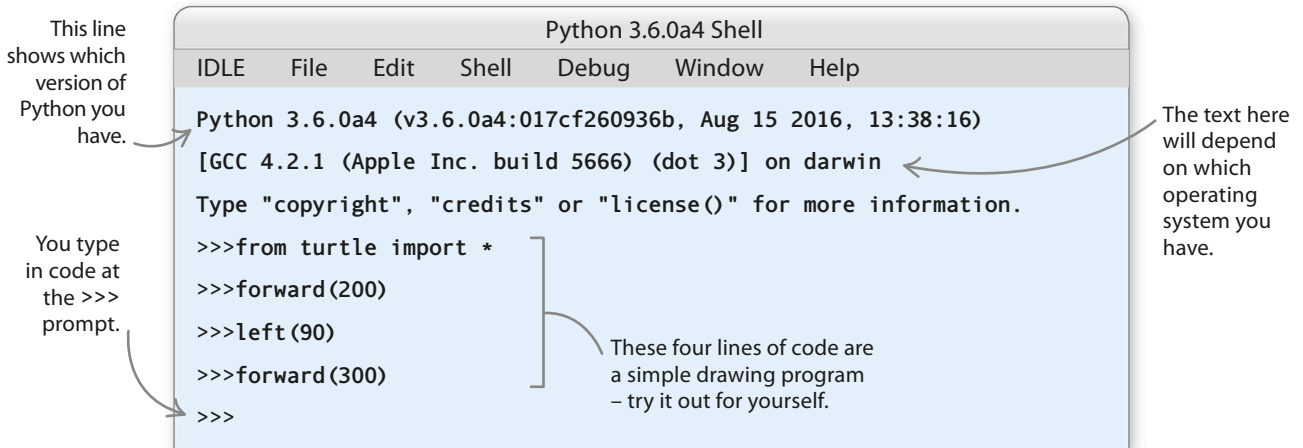 This line
shows which
version of
Python you
have.
Python 3.6.0a4 Shell
IDLE File Edit Shell Debug Window Help
Python 3.6.0a4 (v3.6.0a4:017cf260936b, Aug 15 2016, 13:38:16)
[GCC 4.2.1 (Apple Inc. build 5666) (dot 3)] on darwin
Type "copyright", "credits" or "license()" for more information.
>>>from turtle import *
>>>forward(200)
>>>left(90)
>>>forward(300)
>>>
The text here
will depend
on which
operating
system you
have.
You type
in code at
the >>>
prompt.
These four lines of code are
a simple drawing program
– try it out for yourself.